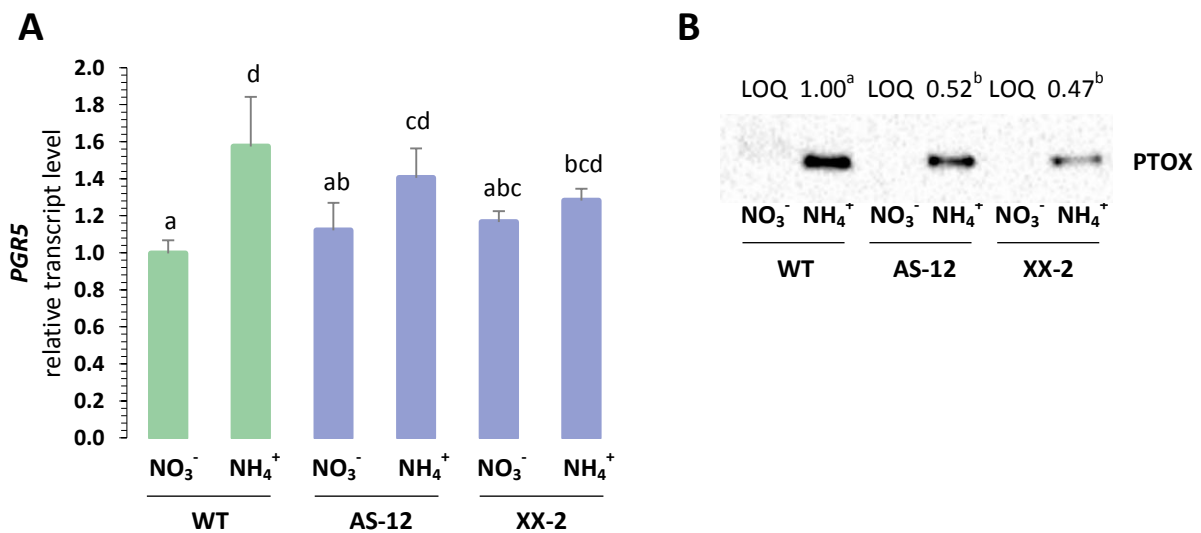 A
PGR5
relative transcript level
2.0
1.8
1.6
1.4
1.2
1.0
0.8
0.6
0.4
0.2
0.0
a
d
ab
cd
abc
bcd
NO₃⁻ NH₄⁺ NO₃⁻ NH₄⁺ NO₃⁻ NH₄⁺
WT AS-12 XX-2
B
LOQ 1.00ᵃ LOQ 0.52ᵇ LOQ 0.47ᵇ
PTOX
NO₃⁻ NH₄⁺ NO₃⁻ NH₄⁺ NO₃⁻ NH₄⁺
WT AS-12 XX-2